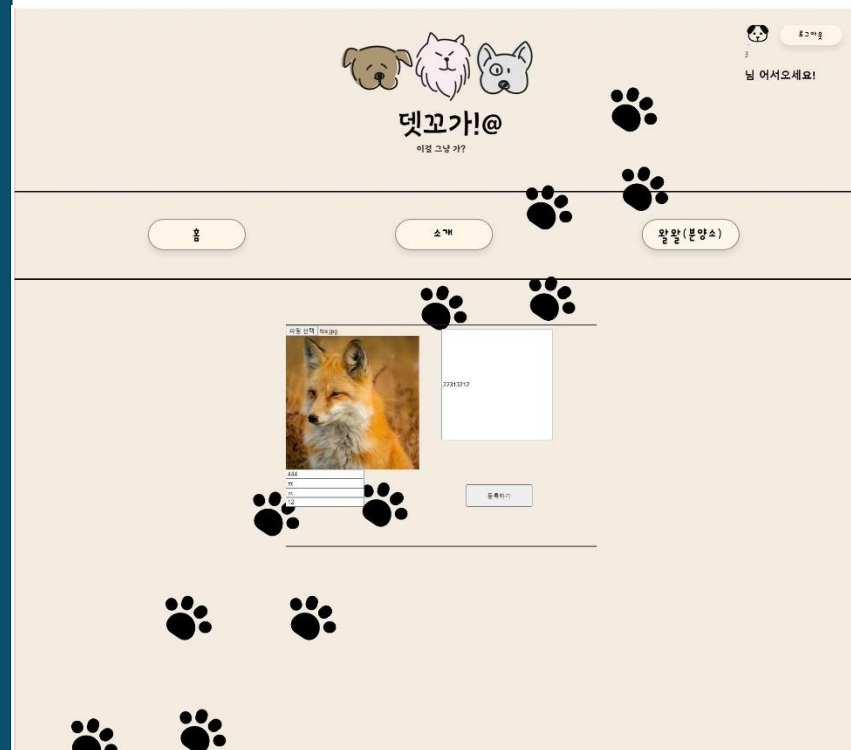 로그아웃
3
님 어서오세요!
뎃꼬가!@
이걸 그냥 가?
홈
소개
왈왈(분양소)
파일 선택 fox.jpg
22313212
444
12
등록하기